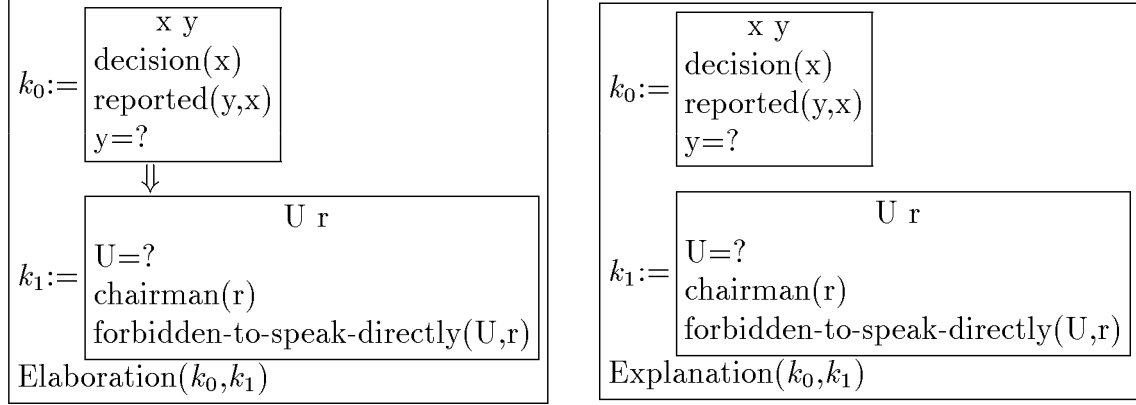 x y
decision(x)
k₀:= reported(y,x)
y=?
⇓
U r
U=?
k₁:= chairman(r)
forbidden-to-speak-directly(U,r)
Elaboration(k₀,k₁)
x y
decision(x)
k₀:= reported(y,x)
y=?
U r
U=?
k₁:= chairman(r)
forbidden-to-speak-directly(U,r)
Explanation(k₀,k₁)